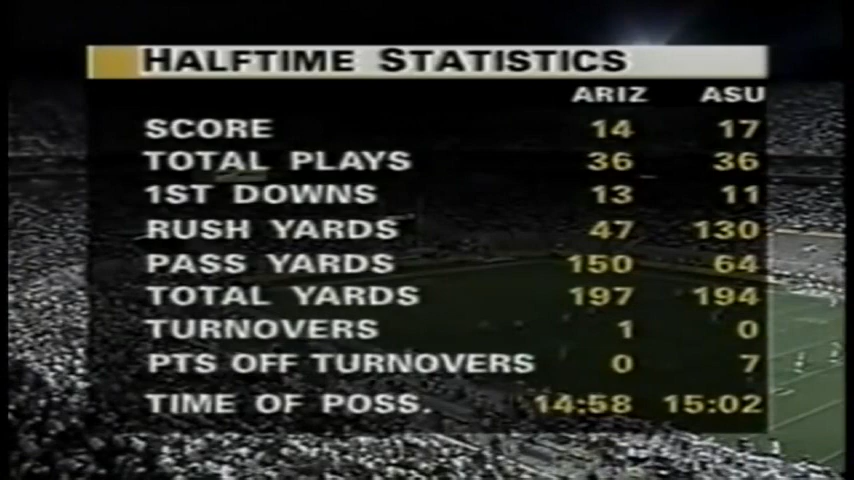 HALFTIME STATISTICS
ARIZ ASU
SCORE 14 17
TOTAL PLAYS 36 36
1ST DOWNS 13 11
RUSH YARDS 47 130
PASS YARDS 150 64
TOTAL YARDS 197 194
TURNOVERS 1 0
PTS OFF TURNOVERS 0 7
TIME OF POSS. 14:58 15:02